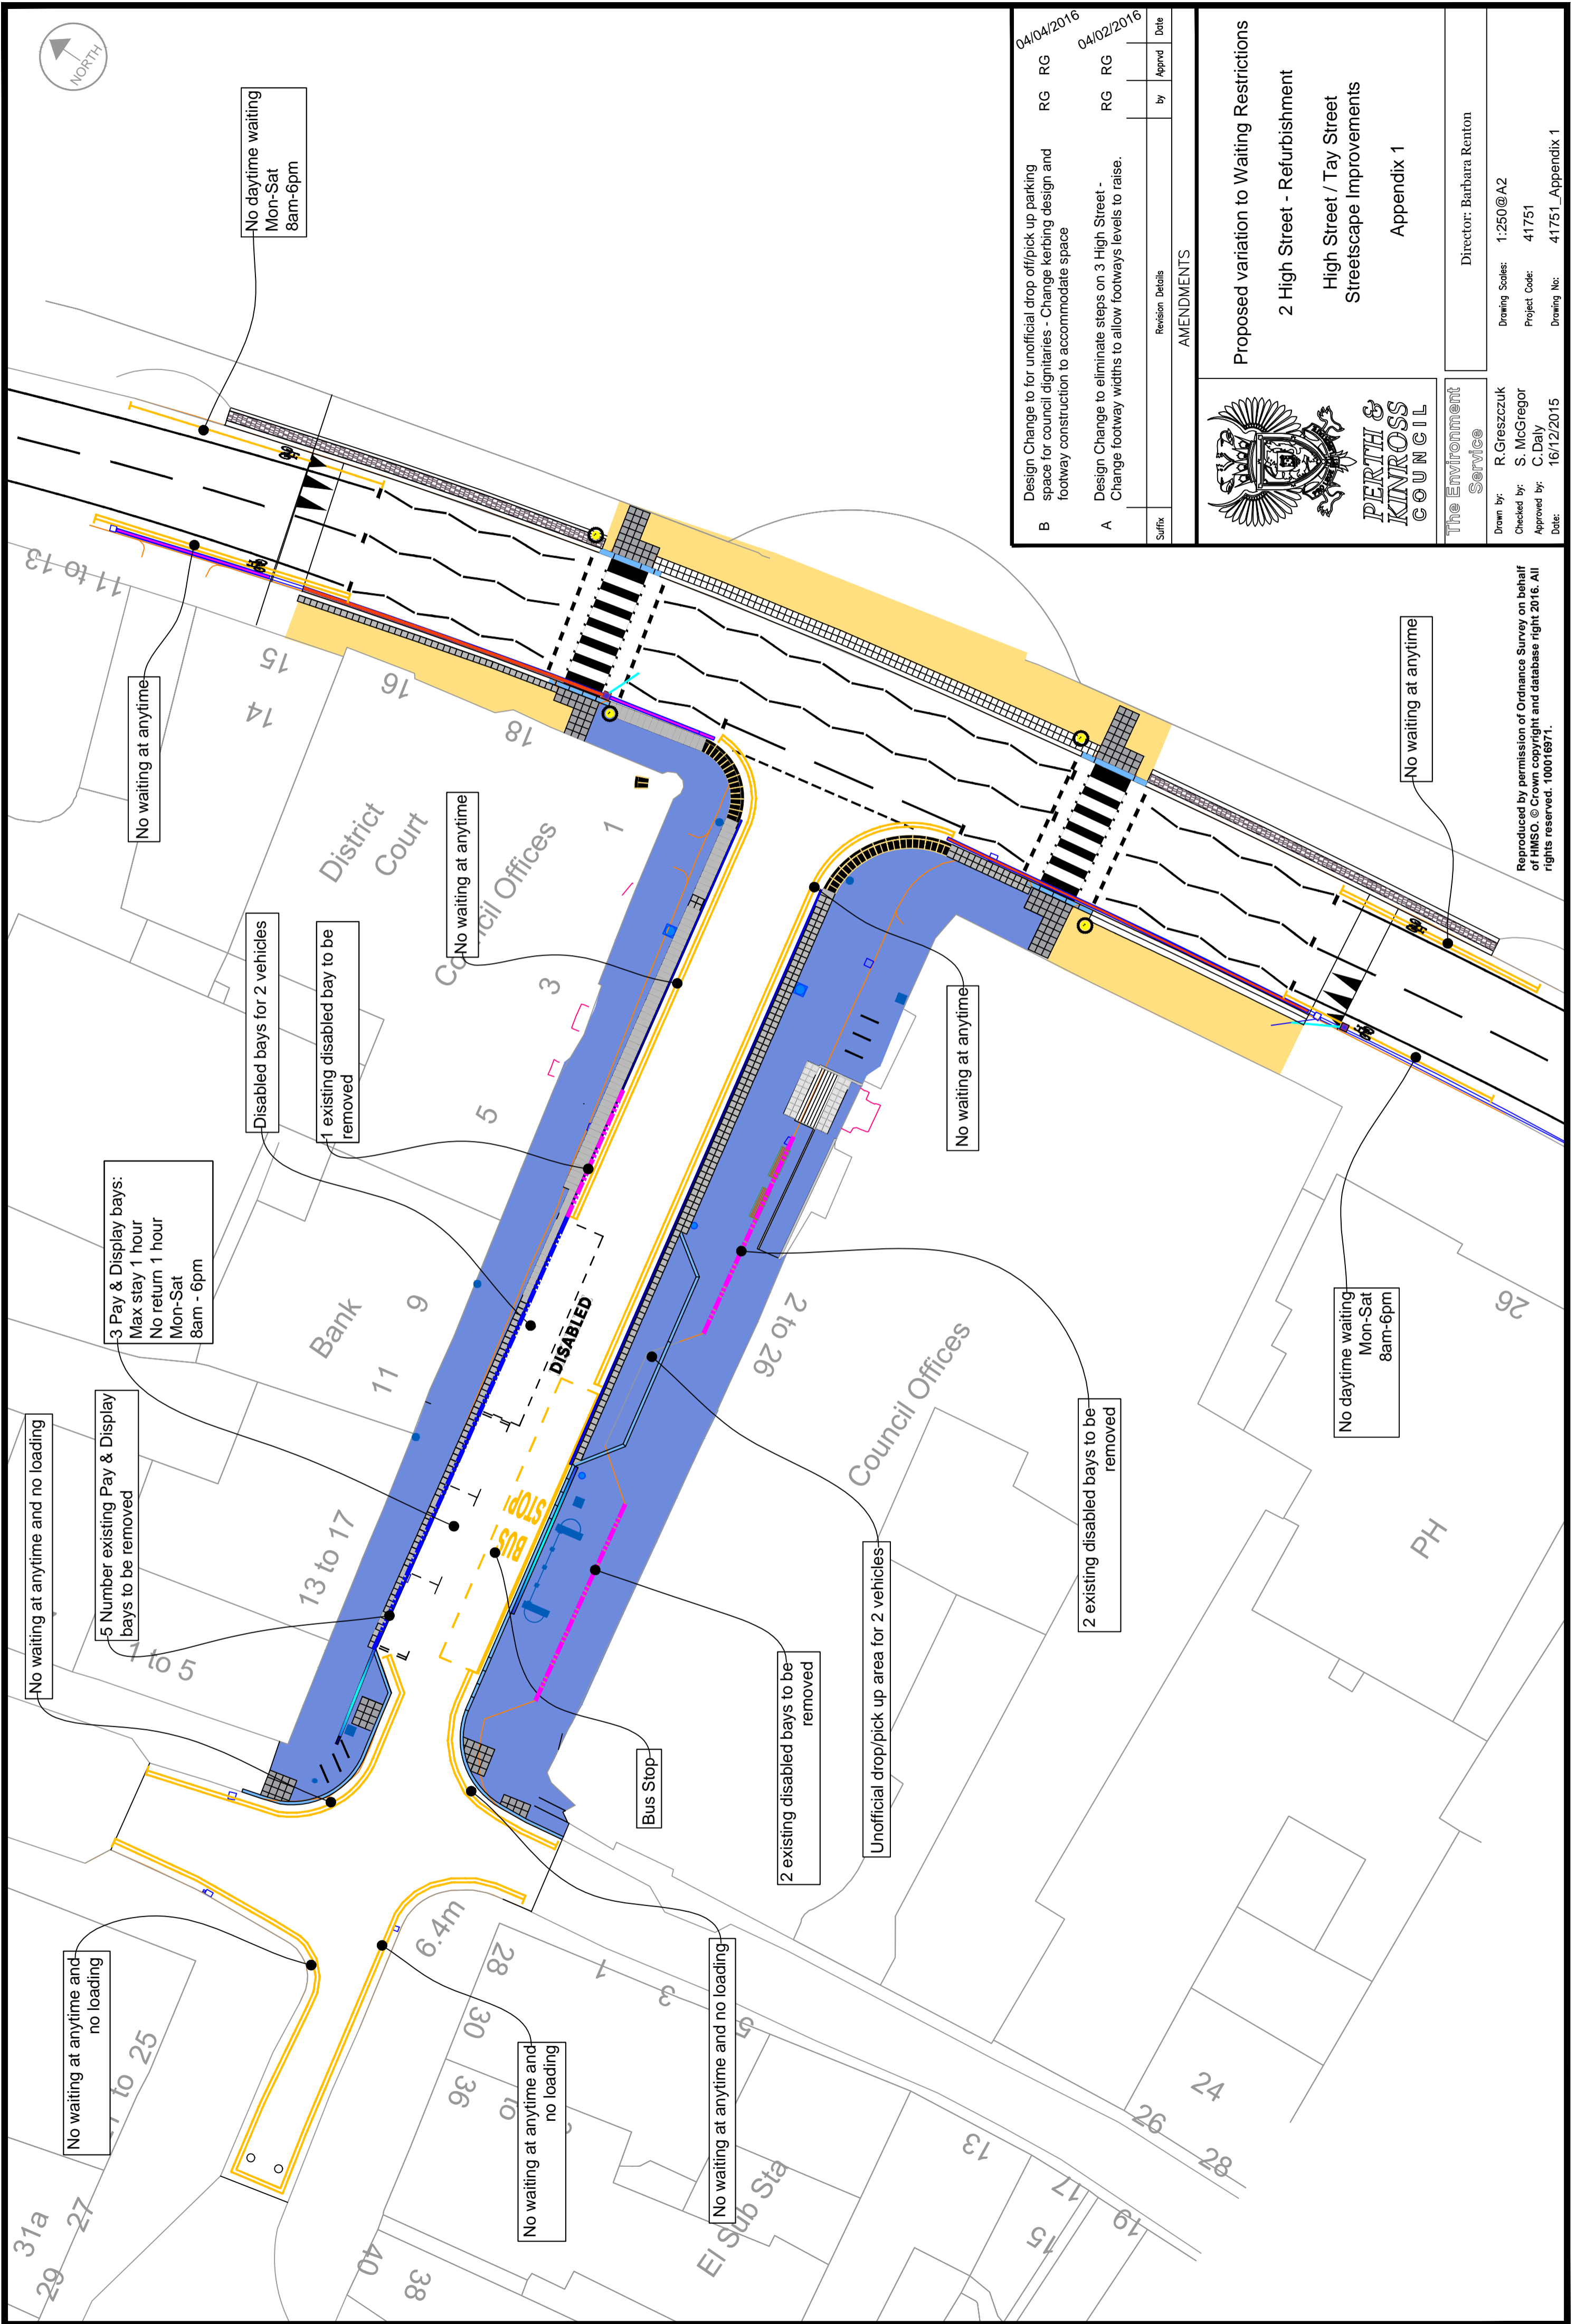 NORTH
No waiting at anytime and
no loading
No waiting at anytime and no loading
5 Number existing Pay & Display
bays to be removed
3 Pay & Display bays:
Max stay 1 hour
No return 1 hour
Mon-Sat
8am - 6pm
Disabled bays for 2 vehicles
1 existing disabled bay to be
removed
No waiting at anytime
No waiting at anytime
No daytime waiting
Mon-Sat
8am-6pm
No waiting at anytime and
no loading
No waiting at anytime and no loading
Bus Stop
2 existing disabled bays to be
removed
Unofficial drop/pick up area for 2 vehicles
2 existing disabled bays to be
removed
No waiting at anytime
No daytime waiting
Mon-Sat
8am-6pm
No waiting at anytime
31a
29
27
to 25
40
38
36
to
30
28
6.4m
1
3
5
13
15
17
19
El Sub Sta
24
26
28
1 to 5
13 to 17
11
9
Bank
5
3
1
Council Offices
District
Court
18
16
15
14
11 to 13
2 to 26
Council Offices
26
PH
DISABLED
BUS
STOP
B
Design Change to for unofficial drop off/pick up parking
space for council dignitaries - Change kerbing design and
footway construction to accommodate space
RG
RG
04/04/2016
A
Design Change to eliminate steps on 3 High Street -
Change footway widths to allow footways levels to raise.
RG
RG
04/02/2016
Suffix
Revision Details
by
Apprvd
Date
AMENDMENTS
PERTH &
KINROSS
COUNCIL
Proposed variation to Waiting Restrictions
2 High Street - Refurbishment
High Street / Tay Street
Streetscape Improvements
Appendix 1
The Environment
Service
Director: Barbara Renton
Drawn by: R.Greszczuk
Checked by: S. McGregor
Approved by: C.Daly
Date: 16/12/2015
Drawing Scales: 1:250@A2
Project Code: 41751
Drawing No: 41751_Appendix 1
Reproduced by permission of Ordnance Survey on behalf
of HMSO. © Crown copyright and database right 2016. All
rights reserved. 100016971.